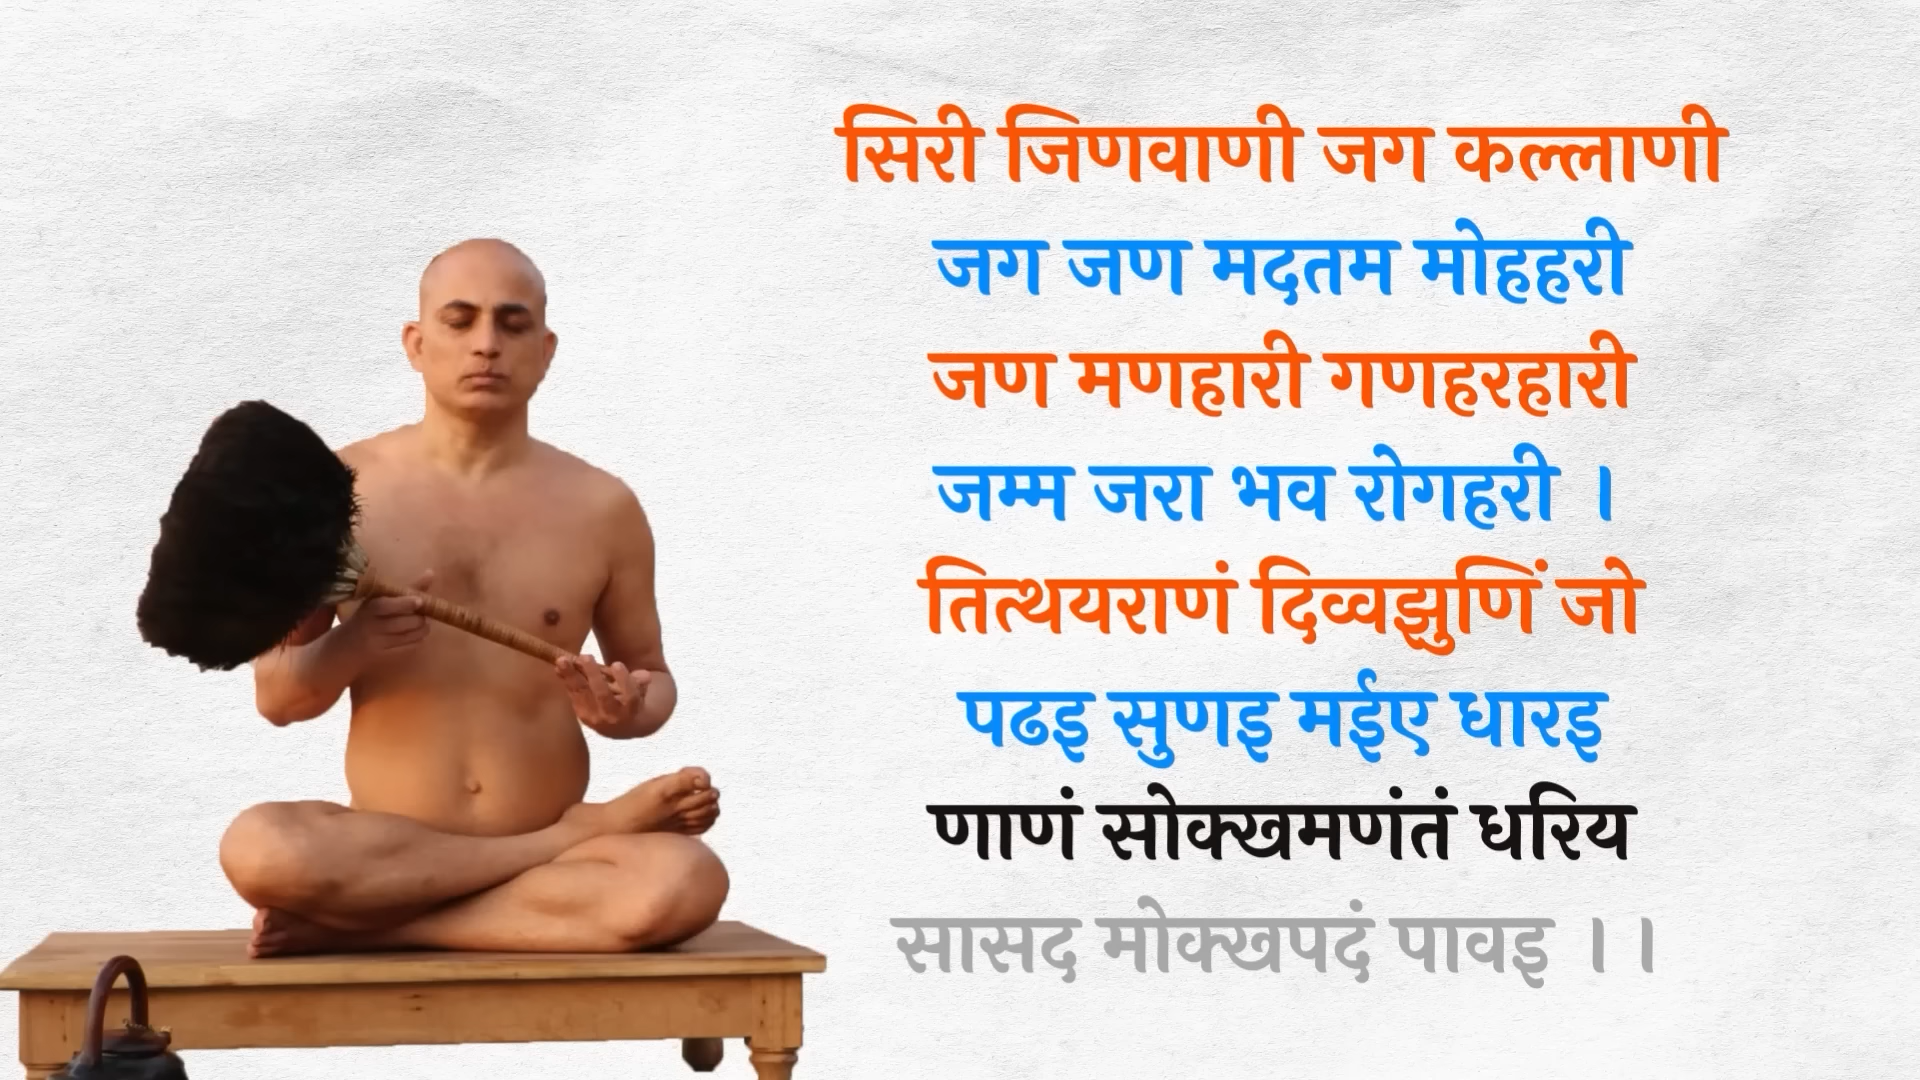 सिरी जिणवाणी जग कल्लाणी
जग जण मदतम मोहहरी
जण मणहारी गणहरहारी
जम्म जरा भव रोगहरी ।
तित्थयराणं दिव्वझुणिं जो
पढइ सुणइ मईए धारइ
णाणं सोक्खमणंतं धरिय
सासद मोक्खपदं पावइ ।।